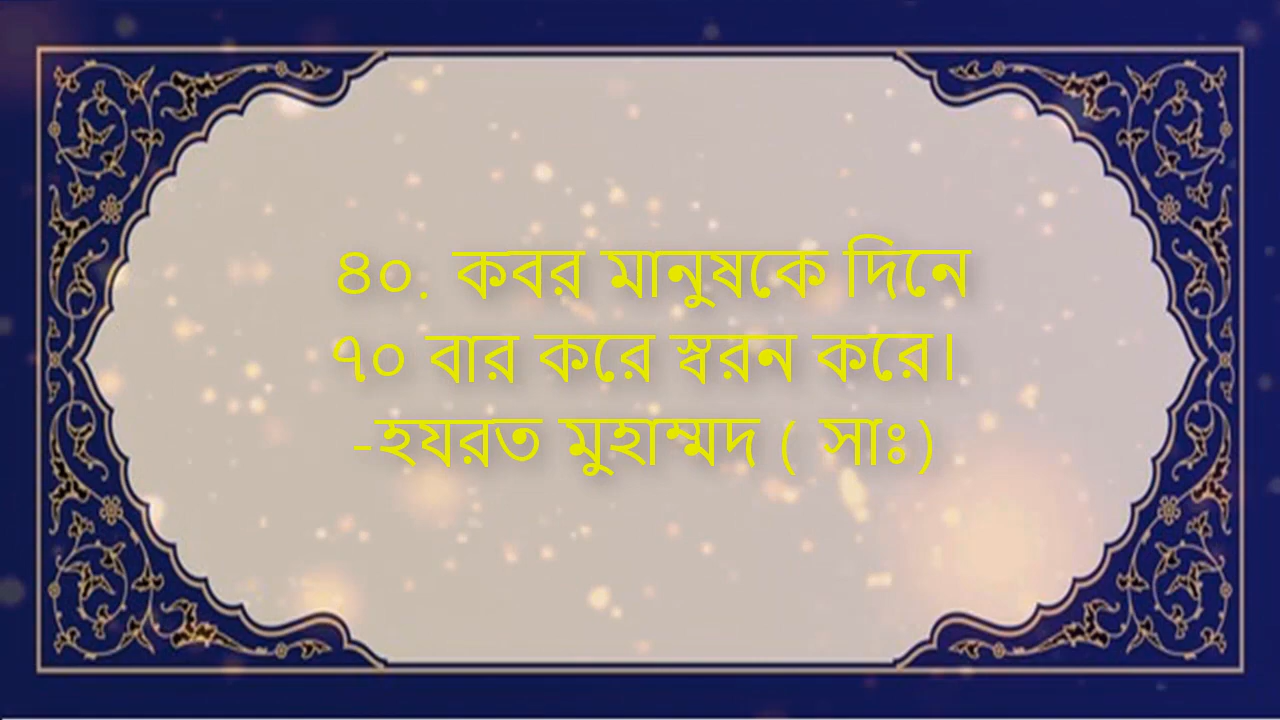 ৪০. কবর মানুষকে দিনে
৭০ বার করে স্বরন করে।
-হযরত মুহাম্মদ ( সাঃ)